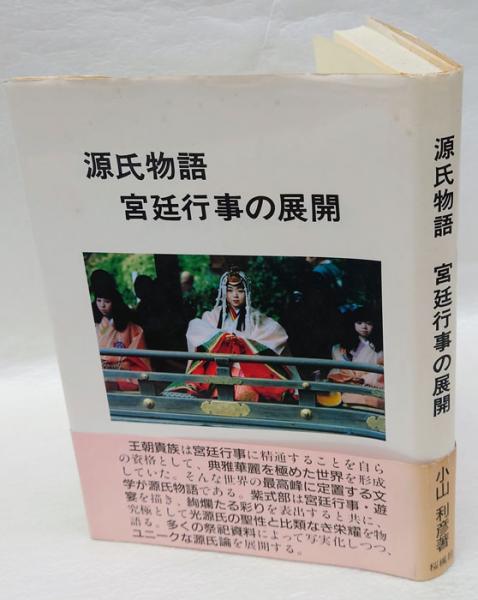 源氏物語
宮廷行事の展開
王朝貴族は宮廷行事に精通することを自ら
の資格として、典雅華麗を極めた世界を形成
していた。そんな世界の最高峰に定置する文
学が源氏物語である。紫式部は宮廷行事・遊
宴を描き、絢爛たる彩りを表出すると共に、
究極として光源氏の聖性と比類なき栄耀を物
語る。多くの祭祀資料によって写実化しつつ、
ユニークな源氏論を展開する。
源氏物語 宮廷行事の展開
小山利彦著
桜楓社